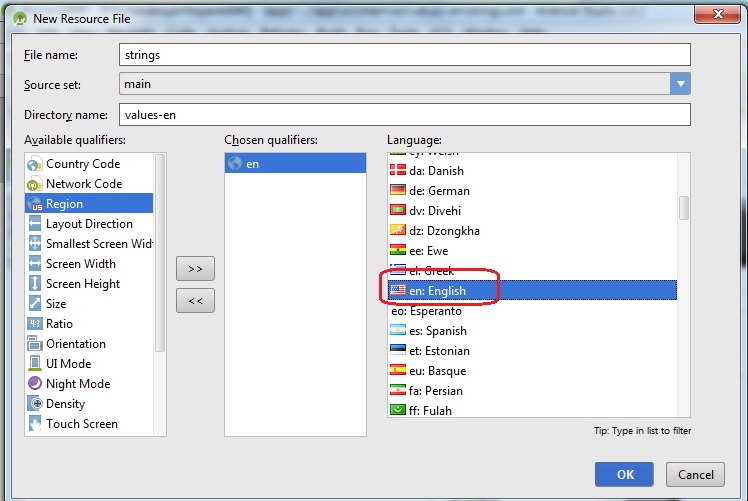 New Resource File
File name:
strings
Source set:
main
Directory name:
values-en
Available qualifiers:
Country Code
Network Code
US
Region
Layout Direction
Smallest Screen Wid
Screen Width
Screen Height
Size
4:3
Ratio
Orientation
UI Mode
Night Mode
Density
Touch Screen
>>
<<
Chosen qualifiers:
en
Language:
cy: Welsh
da: Danish
de: German
dv: Divehi
dz: Dzongkha
ee: Ewe
el: Greek
en: English
eo: Esperanto
es: Spanish
et: Estonian
eu: Basque
fa: Persian
ff: Fulah
Tip: Type in list to filter
OK
Cancel